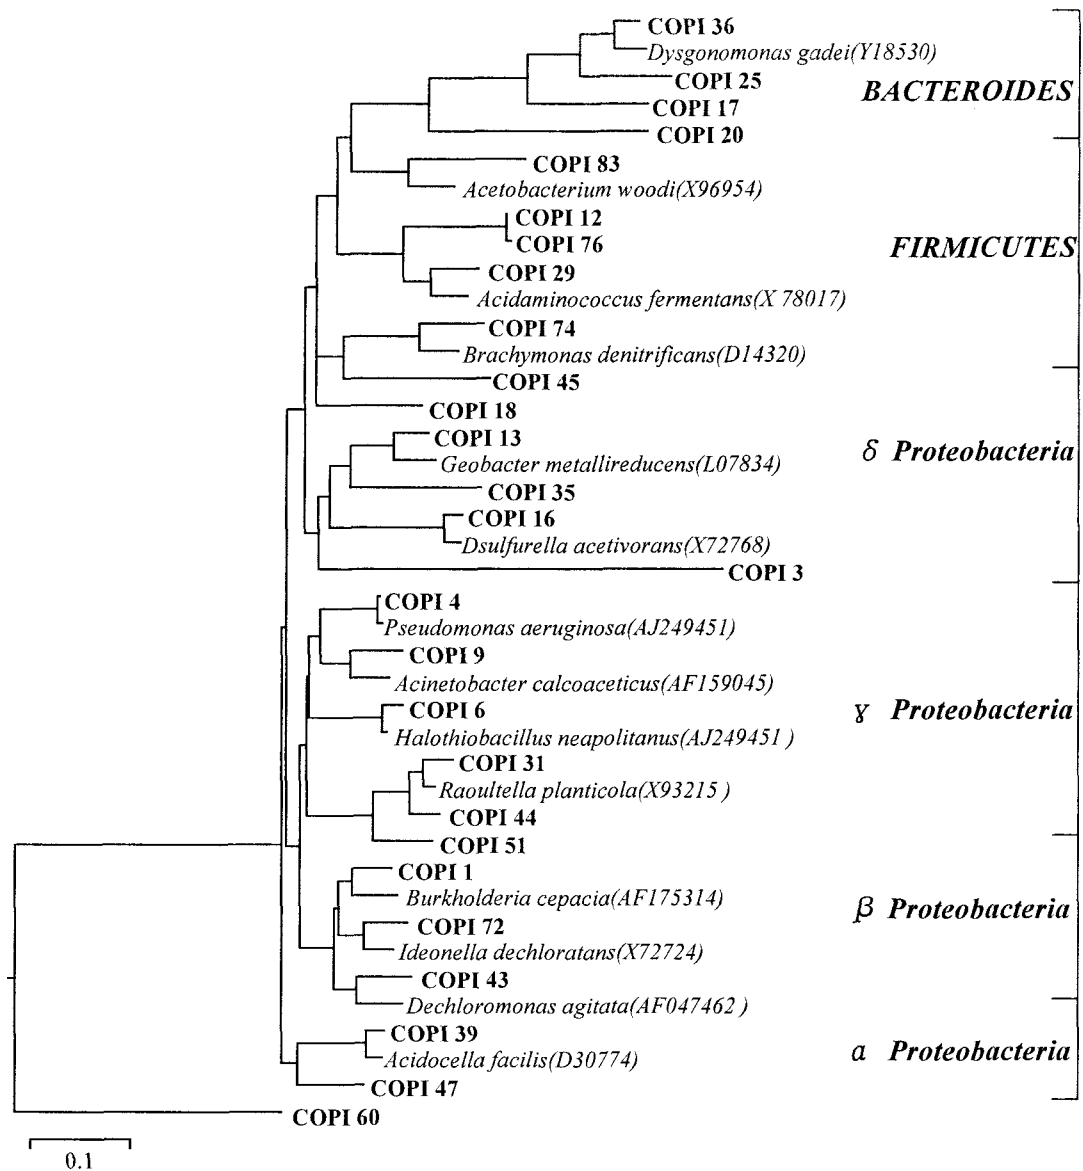 COPI 36
Dysgonomonas gadei(Y18530)
COPI 25
BACTEROIDES
COPI 17
COPI 20
COPI 83
Acetobacterium woodi(X96954)
COPI 12
COPI 76
FIRMICUTES
COPI 29
Acidaminococcus fermentans(X 78017)
COPI 74
Brachymonas denitrificans(D14320)
COPI 45
COPI 18
COPI 13
δ Proteobacteria
Geobacter metallireducens(L07834)
COPI 35
COPI 16
Dsulfurella acetivorans(X72768)
COPI 3
COPI 4
Pseudomonas aeruginosa(AJ249451)
COPI 9
Acinetobacter calcoaceticus(AF159045)
COPI 6
γ Proteobacteria
Halothiobacillus neapolitanus(AJ249451 )
COPI 31
Raoultella planticola(X93215 )
COPI 44
COPI 51
COPI 1
Burkholderia cepacia(AF175314)
β Proteobacteria
COPI 72
Ideonella dechloratans(X72724)
COPI 43
Dechloromonas agitata(AF047462 )
COPI 39
α Proteobacteria
Acidocella facilis(D30774)
COPI 47
COPI 60
0.1